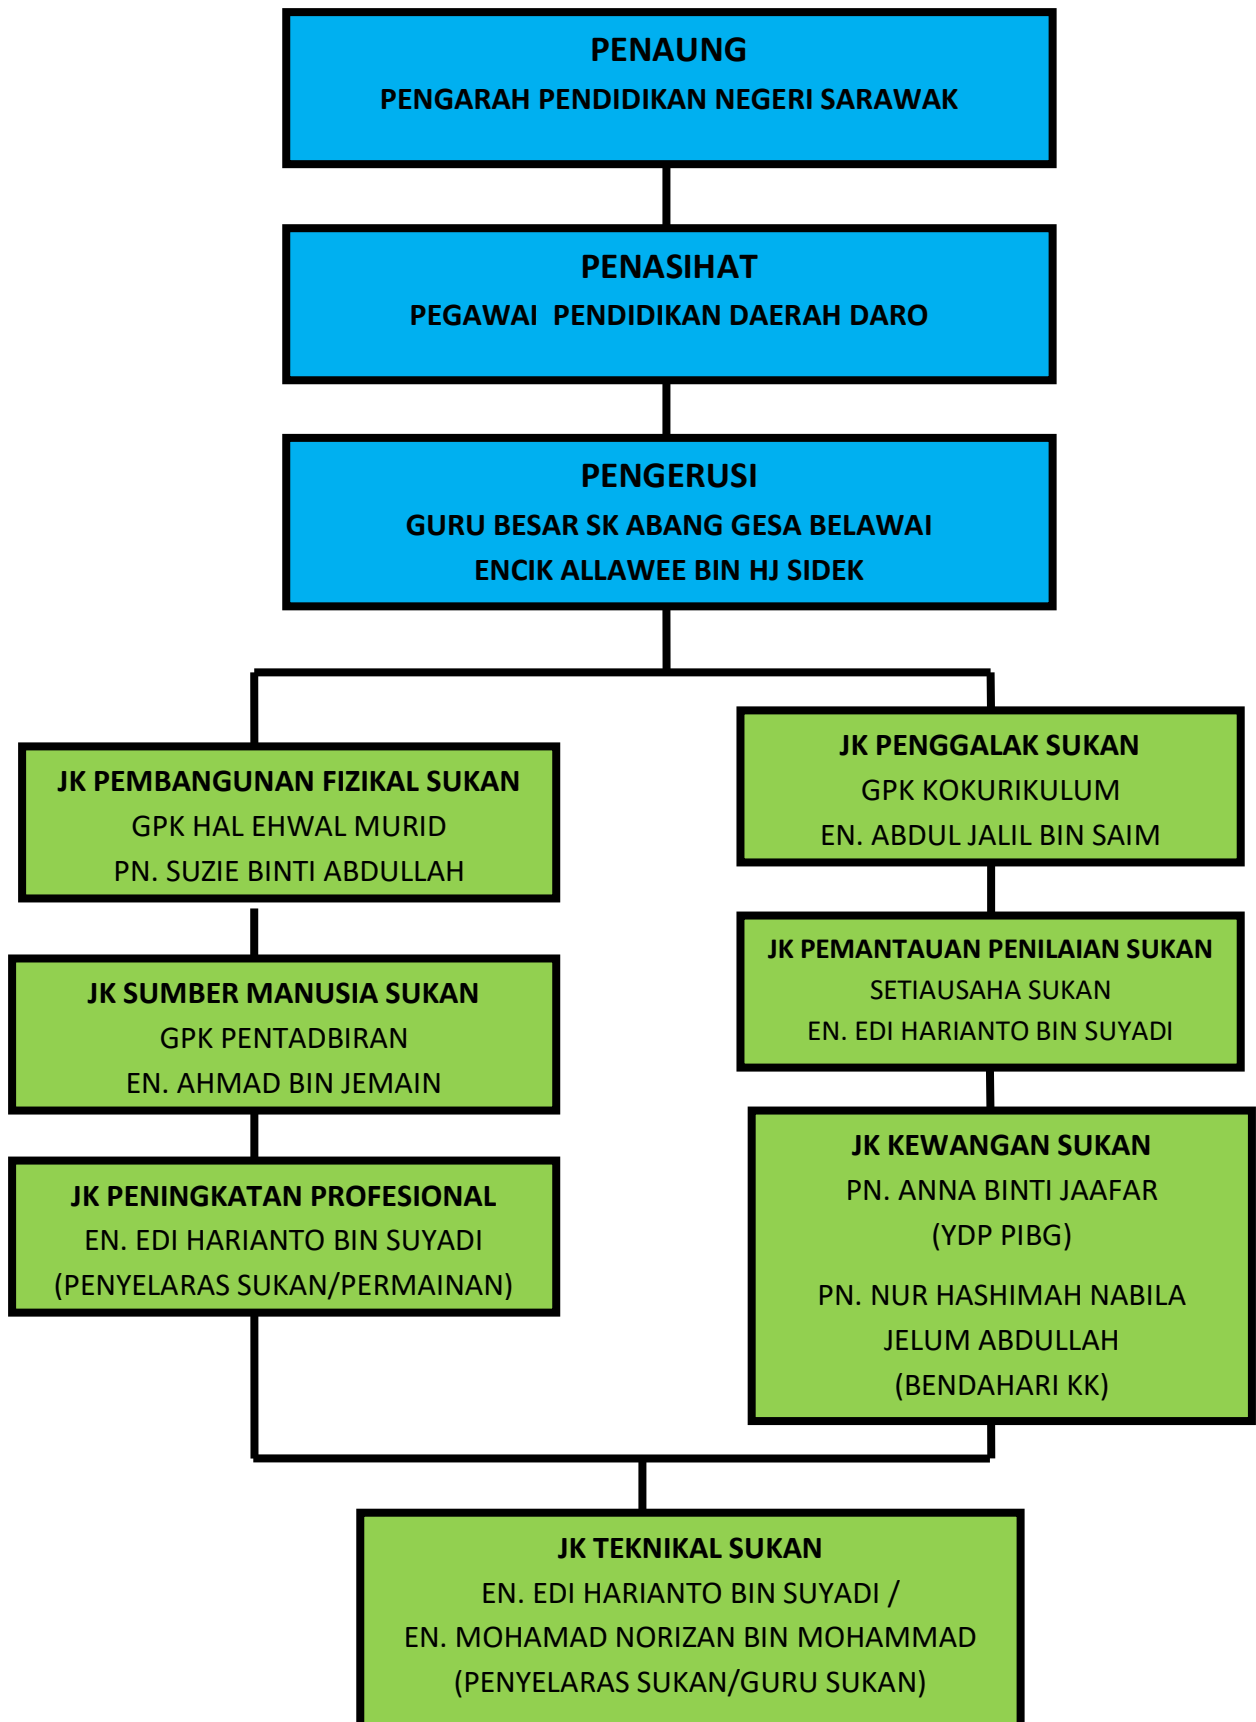 PENAUNG
PENGARAH PENDIDIKAN NEGERI SARAWAK
PENASIHAT
PEGAWAI  PENDIDIKAN DAERAH DARO
PENGERUSI
GURU BESAR SK ABANG GESA BELAWAI
ENCIK ALLAWEE BIN HJ SIDEK
JK PEMBANGUNAN FIZIKAL SUKAN
GPK HAL EHWAL MURID
PN. SUZIE BINTI ABDULLAH
JK SUMBER MANUSIA SUKAN
GPK PENTADBIRAN
EN. AHMAD BIN JEMAIN
JK PENINGKATAN PROFESIONAL
EN. EDI HARIANTO BIN SUYADI
(PENYELARAS SUKAN/PERMAINAN)
JK PENGGALAK SUKAN
GPK KOKURIKULUM
EN. ABDUL JALIL BIN SAIM
JK PEMANTAUAN PENILAIAN SUKAN
SETIAUSAHA SUKAN
EN. EDI HARIANTO BIN SUYADI
JK KEWANGAN SUKAN
PN. ANNA BINTI JAAFAR
(YDP PIBG)
PN. NUR HASHIMAH NABILA
JELUM ABDULLAH
(BENDAHARI KK)
JK TEKNIKAL SUKAN
EN. EDI HARIANTO BIN SUYADI /
EN. MOHAMAD NORIZAN BIN MOHAMMAD
(PENYELARAS SUKAN/GURU SUKAN)